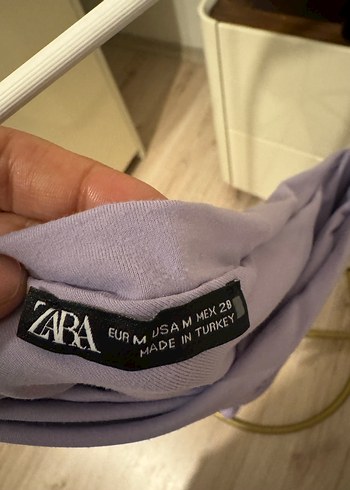 ZARA
EUR M USA M MEX 28
MADE IN TURKEY